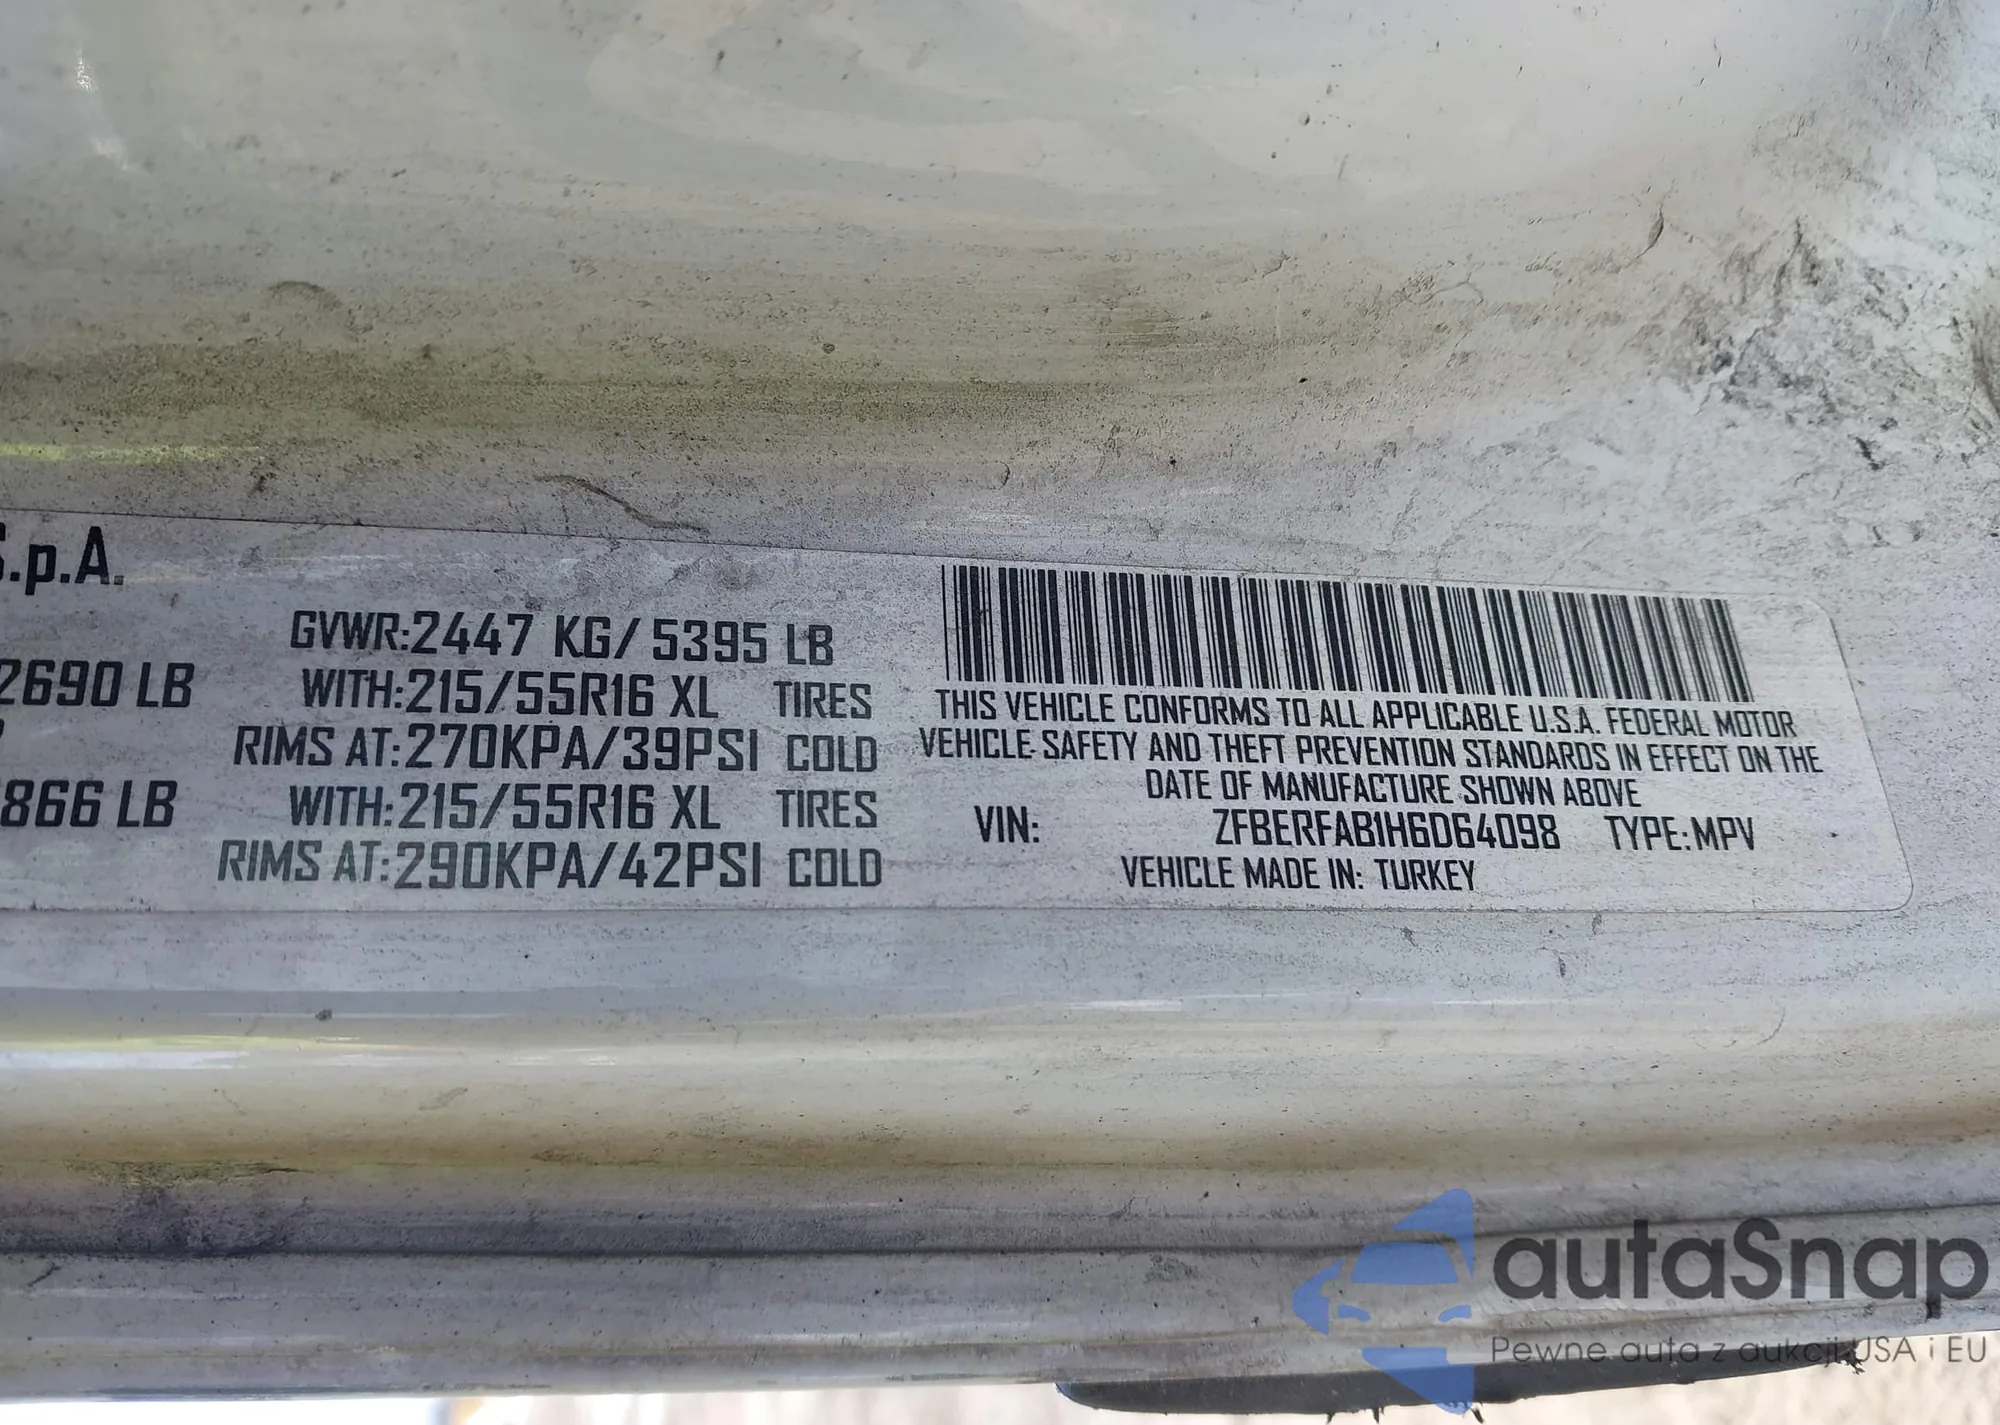 S.p.A.
GVWR:2447 KG/ 5395 LB
2690 LB
WITH:215/55R16 XL TIRES
RIMS AT:270KPA/39PSI COLD
866 LB
WITH:215/55R16 XL TIRES
RIMS AT:290KPA/42PSI COLD
THIS VEHICLE CONFORMS TO ALL APPLICABLE U.S.A. FEDERAL MOTOR
VEHICLE SAFETY AND THEFT PREVENTION STANDARDS IN EFFECT ON THE
DATE OF MANUFACTURE SHOWN ABOVE
VIN: ZFBERFAB1H6D64098 TYPE:MPV
VEHICLE MADE IN: TURKEY
autaSnap
Pewne auta z aukcji USA i EU